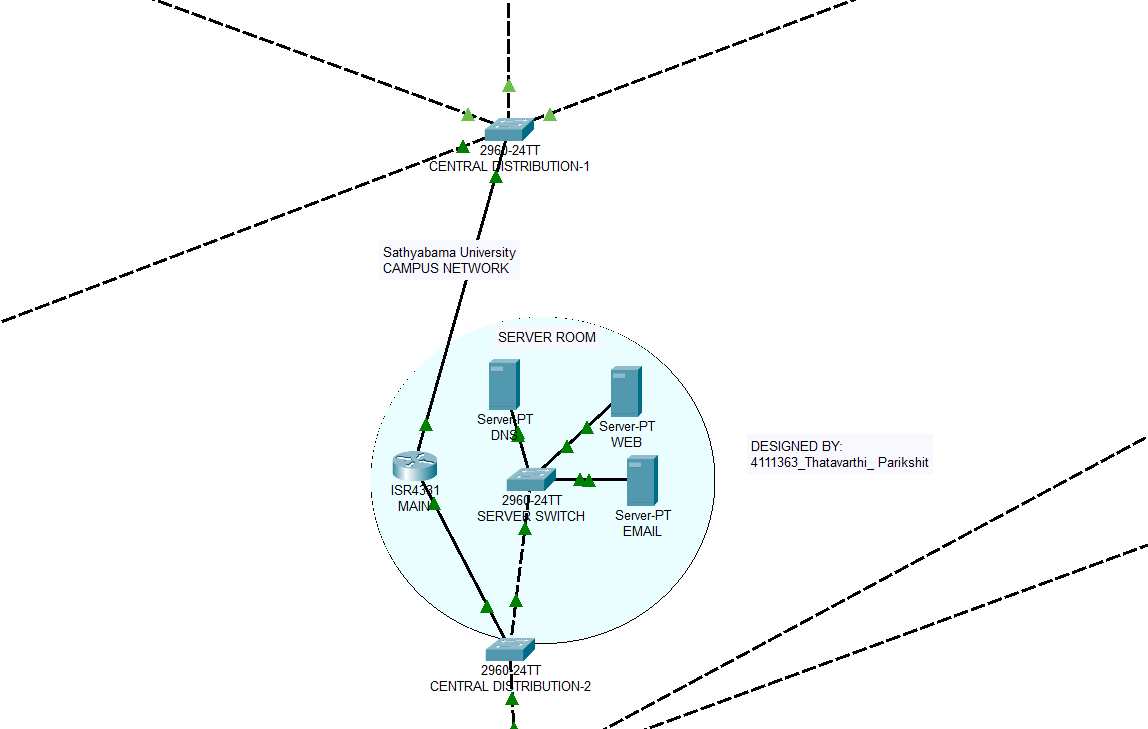 2960-24TT
CENTRAL DISTRIBUTION-1
Sathyabama University
CAMPUS NETWORK
SERVER ROOM
Server-PT
DNS
Server-PT
WEB
DESIGNED BY:
4111363_Thatavarthi_ Parikshit
ISR4331
MAIN
2960-24TT
SERVER SWITCH
Server-PT
EMAIL
2960-24TT
CENTRAL DISTRIBUTION-2